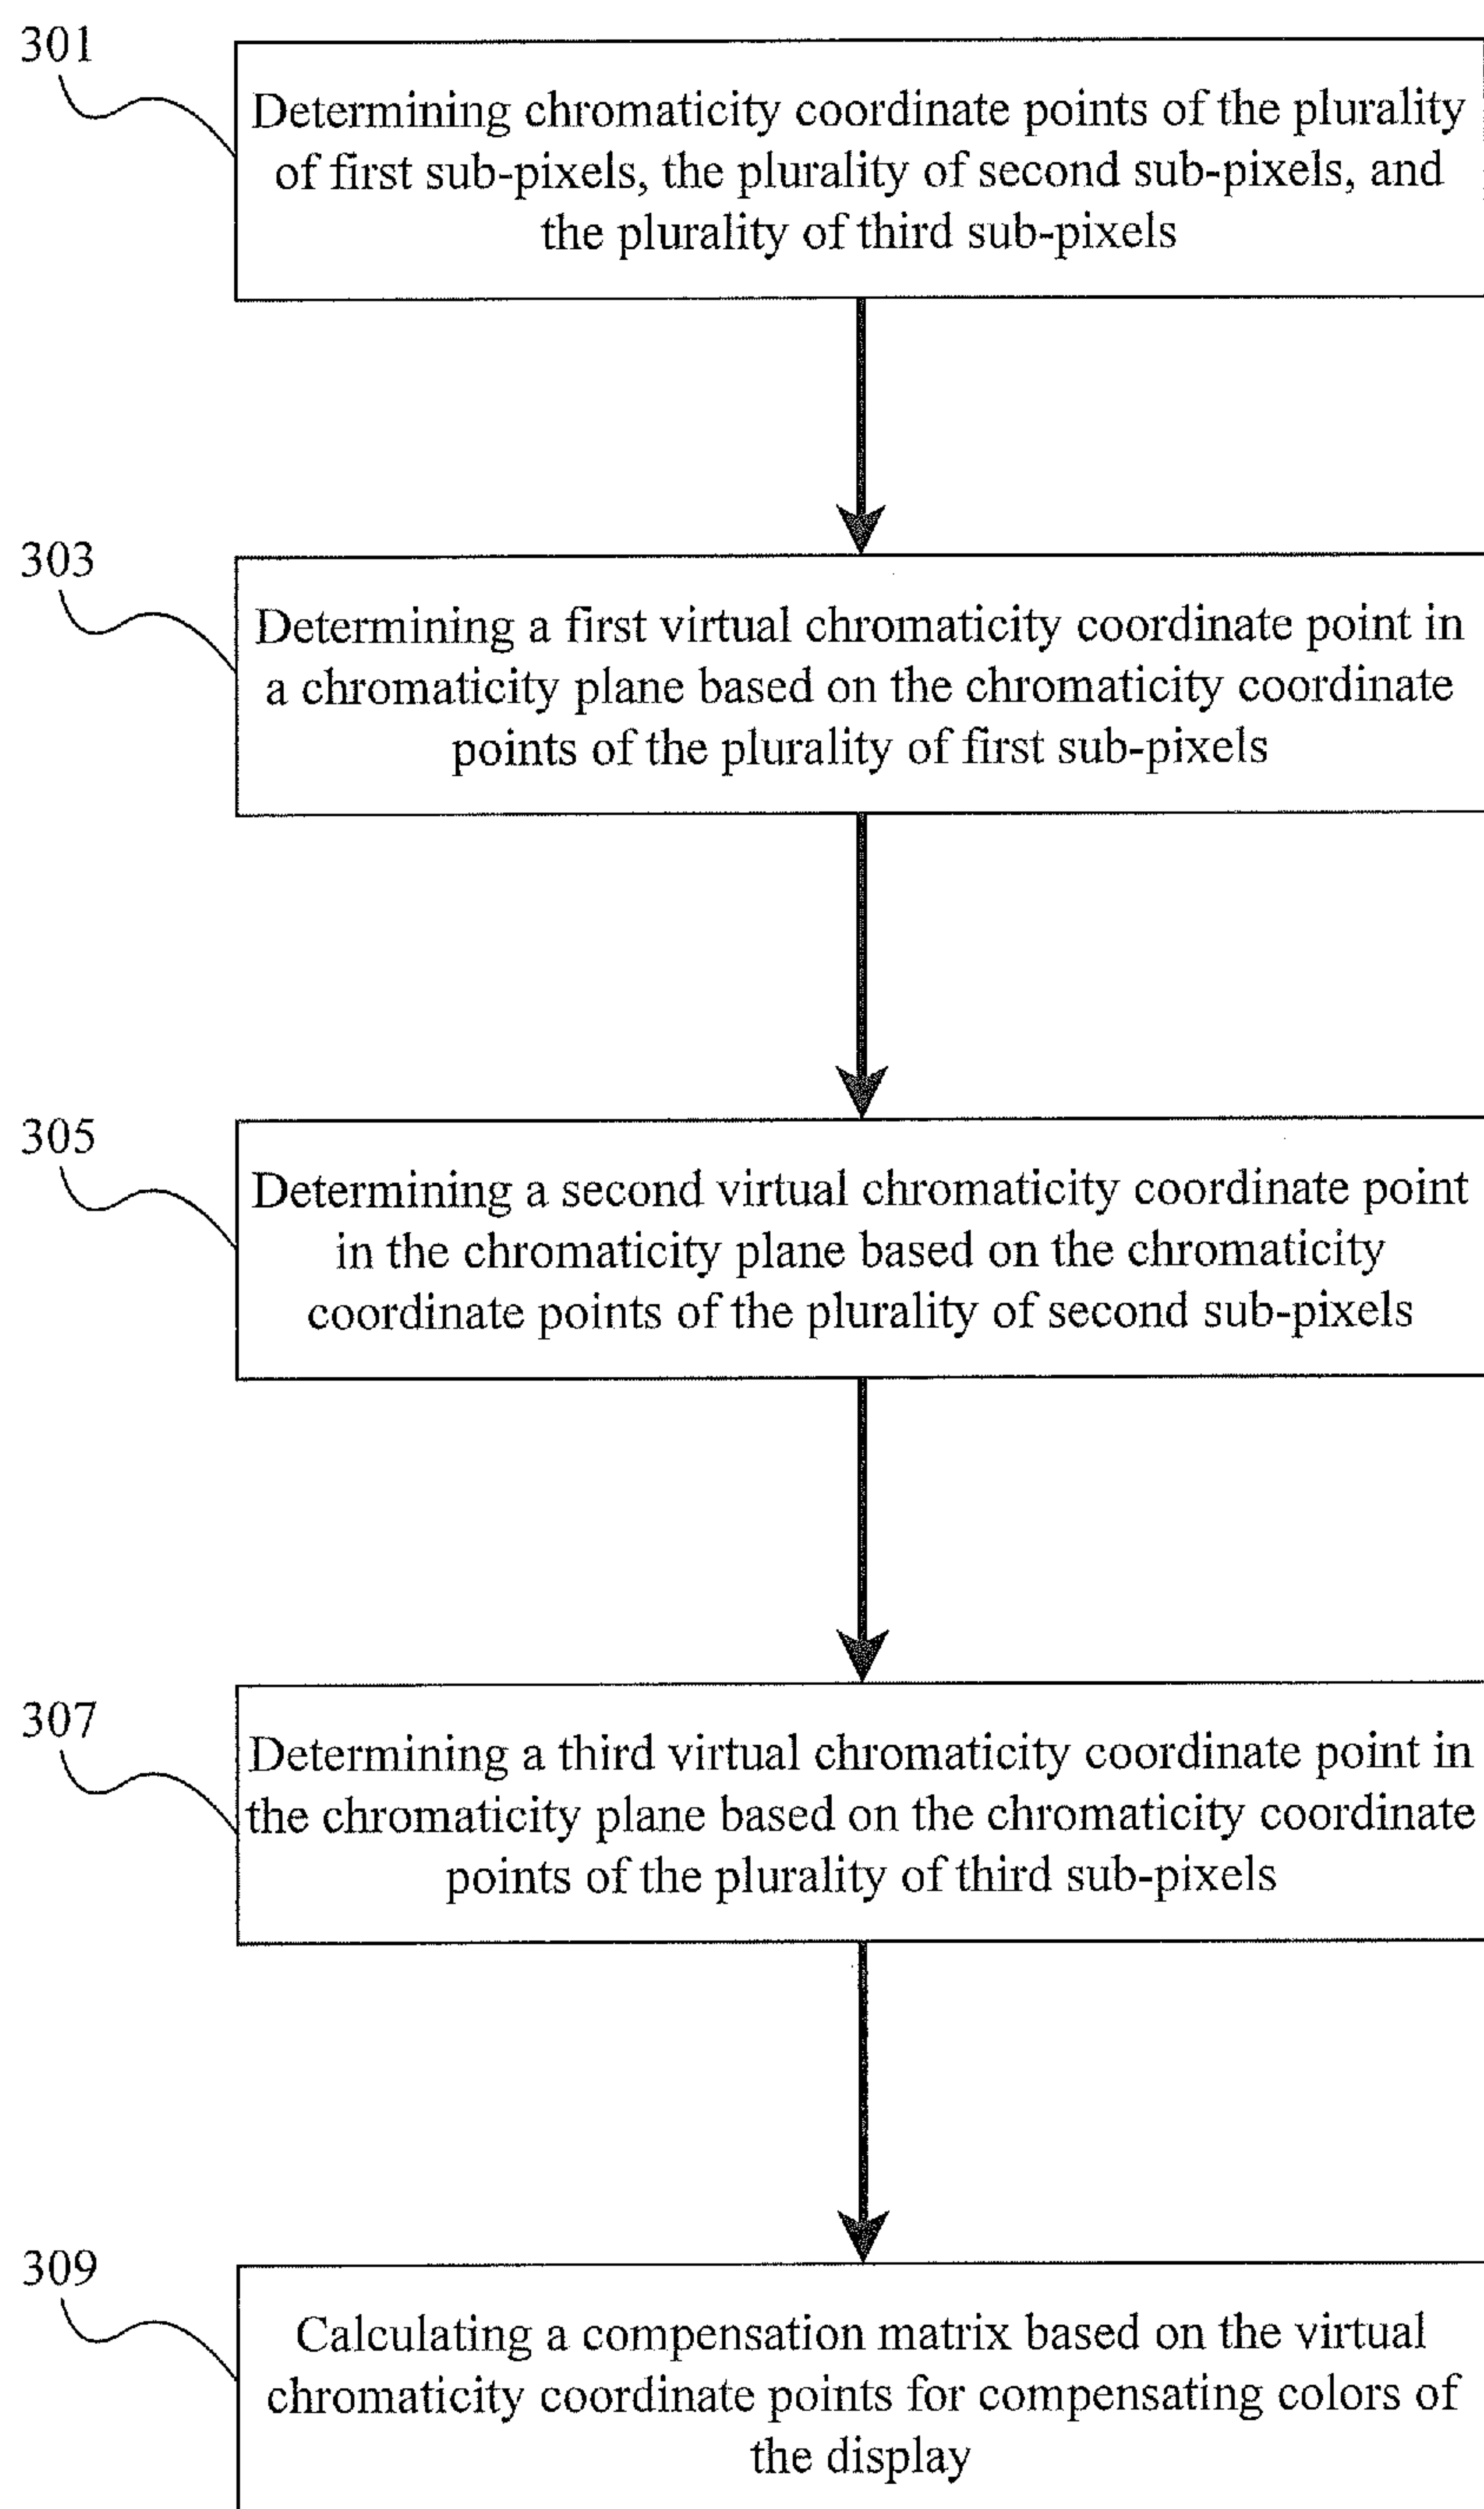 301
Determining chromaticity coordinate points of the plurality
of first sub-pixels, the plurality of second sub-pixels, and
the plurality of third sub-pixels
303
Determining a first virtual chromaticity coordinate point in
a chromaticity plane based on the chromaticity coordinate
points of the plurality of first sub-pixels
305
Determining a second virtual chromaticity coordinate point
in the chromaticity plane based on the chromaticity
coordinate points of the plurality of second sub-pixels
307
Determining a third virtual chromaticity coordinate point in
the chromaticity plane based on the chromaticity coordinate
points of the plurality of third sub-pixels
309
Calculating a compensation matrix based on the virtual
chromaticity coordinate points for compensating colors of
the display